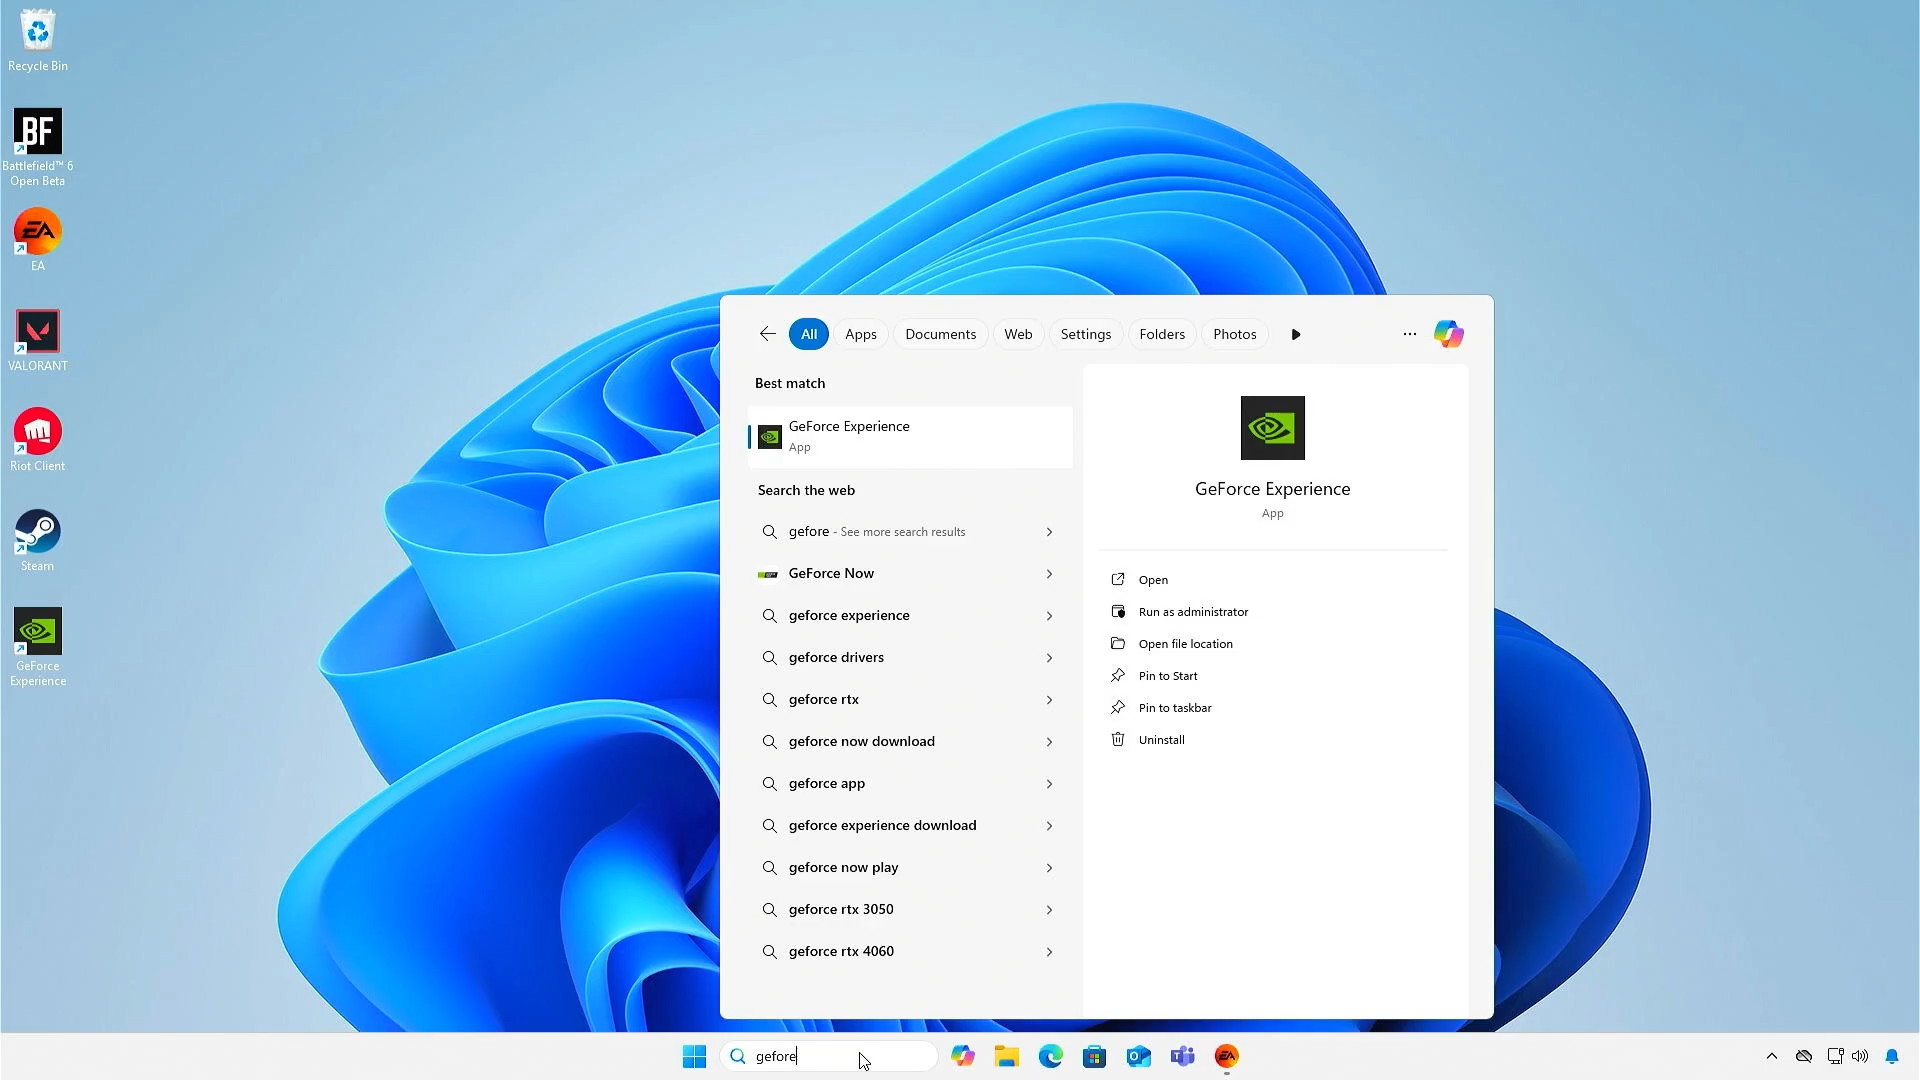 Recycle Bin
BF
Battlefield™ 6
Open Beta
EA
EA
VALORANT
Riot Client
Steam
GeForce
Experience
All
Apps
Documents
Web
Settings
Folders
Photos
Best match
GeForce Experience
App
Search the web
gefore - See more search results
GeForce Now
geforce experience
geforce drivers
geforce rtx
geforce now download
geforce app
geforce experience download
geforce now play
geforce rtx 3050
geforce rtx 4060
GeForce Experience
App
Open
Run as administrator
Open file location
Pin to Start
Pin to taskbar
Uninstall
gefore
EA